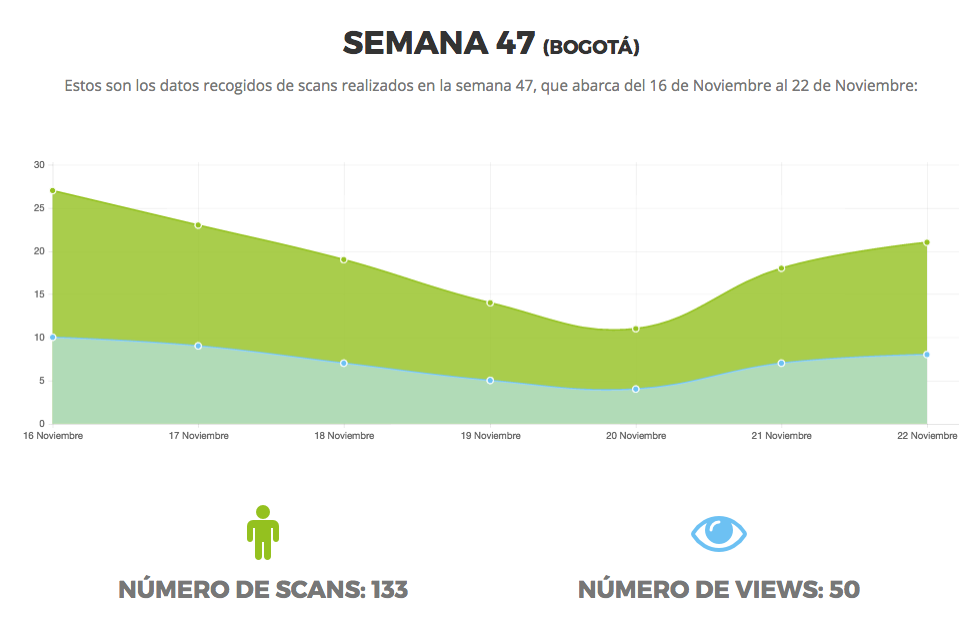 SEMANA 47 (BOGOTÁ)
Estos son los datos recogidos de scans realizados en la semana 47, que abarca del 16 de Noviembre al 22 de Noviembre:
30
25
20
15
10
5
0
16 Noviembre 17 Noviembre 18 Noviembre 19 Noviembre 20 Noviembre 21 Noviembre 22 Noviembre
NÚMERO DE SCANS: 133
NÚMERO DE VIEWS: 50